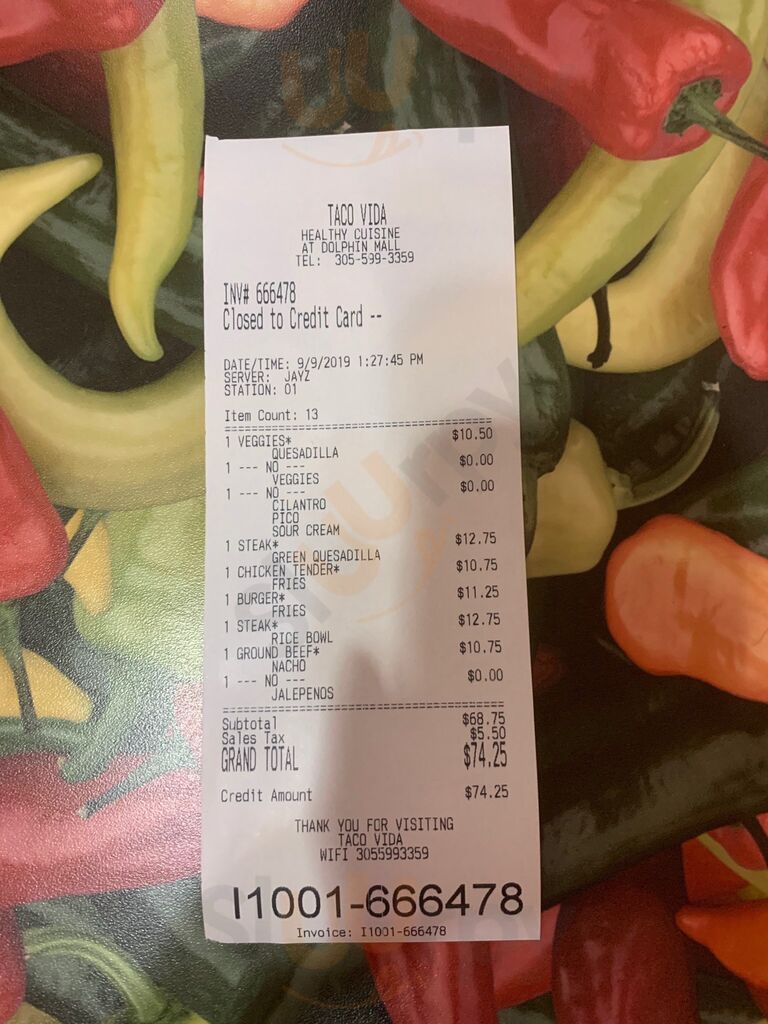 TACO VIDA
HEALTHY CUISINE
AT DOLPHIN MALL
TEL: 305-599-3359
INV# 666478
Closed to Credit Card --
DATE/TIME: 9/9/2019 1:27:45 PM
SERVER: JAYZ
STATION: 01
Item Count: 13
1 VEGGIES* $10.50
QUESADILLA
1 --- NO --- $0.00
VEGGIES
1 --- NO --- $0.00
CILANTRO
PICO
SOUR CREAM
1 STEAK* $12.75
GREEN QUESADILLA
1 CHICKEN TENDER* $10.75
FRIES
1 BURGER* $11.25
FRIES
1 STEAK* $12.75
RICE BOWL
1 GROUND BEEF* $10.75
NACHO
1 --- NO --- $0.00
JALEPENOS
Subtotal $68.75
Sales Tax $5.50
GRAND TOTAL $74.25
Credit Amount $74.25
THANK YOU FOR VISITING
TACO VIDA
WIFI 3055993359
I1001-666478
Invoice: I1001-666478